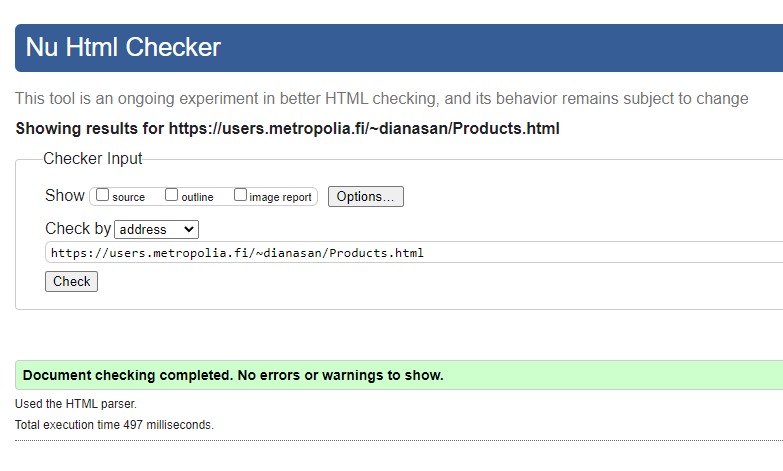 Nu Html Checker
This tool is an ongoing experiment in better HTML checking, and its behavior remains subject to change
Showing results for https://users.metropolia.fi/~dianasan/Products.html
Checker Input
Show source outline image report Options...
Check by address
https://users.metropolia.fi/~dianasan/Products.html
Check
Document checking completed. No errors or warnings to show.
Used the HTML parser.
Total execution time 497 milliseconds.